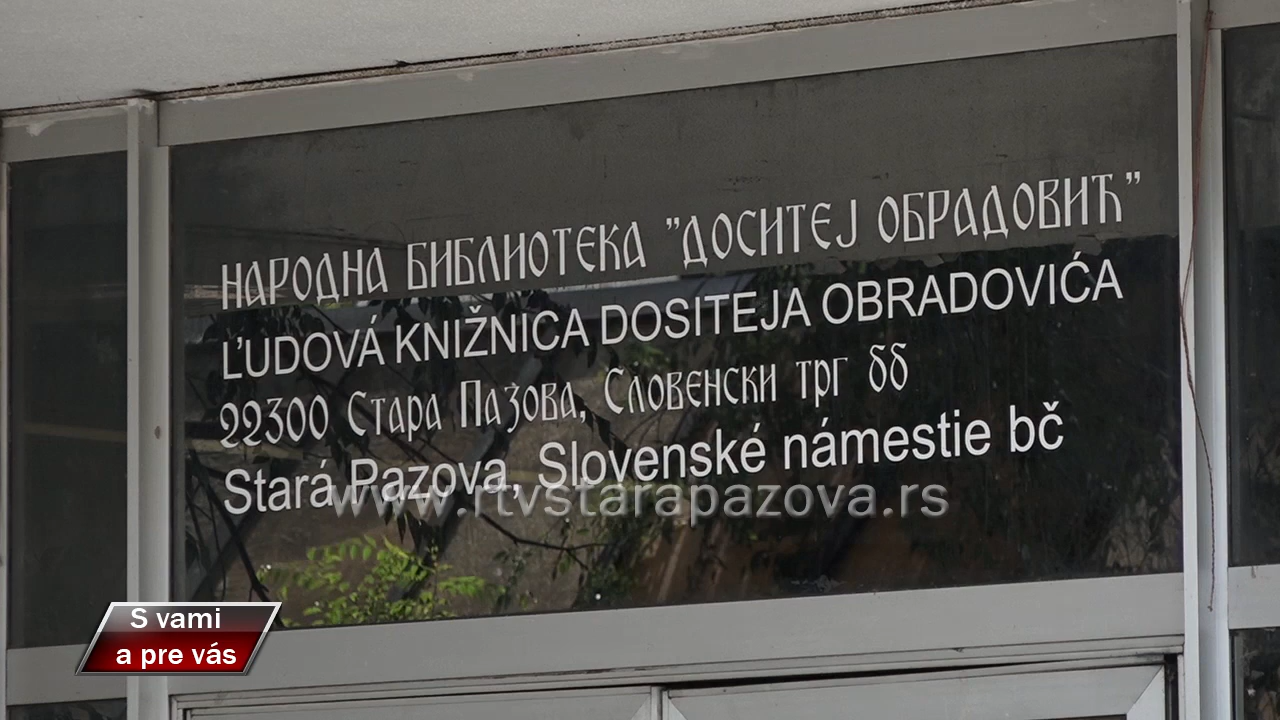 НАРОДНА БИБЛИОТЕКА "ДОСИТЕЈ ОБРАДОВИЋ"
ĽUDOVÁ KNIŽNICA DOSITEJA OBRADOVIĆA
22300 Стара Пазова, Словенски трг бб
Stará Pazova, Slovenské námestie bč
www.rtvstarapazova.rs
S vami
a pre vás